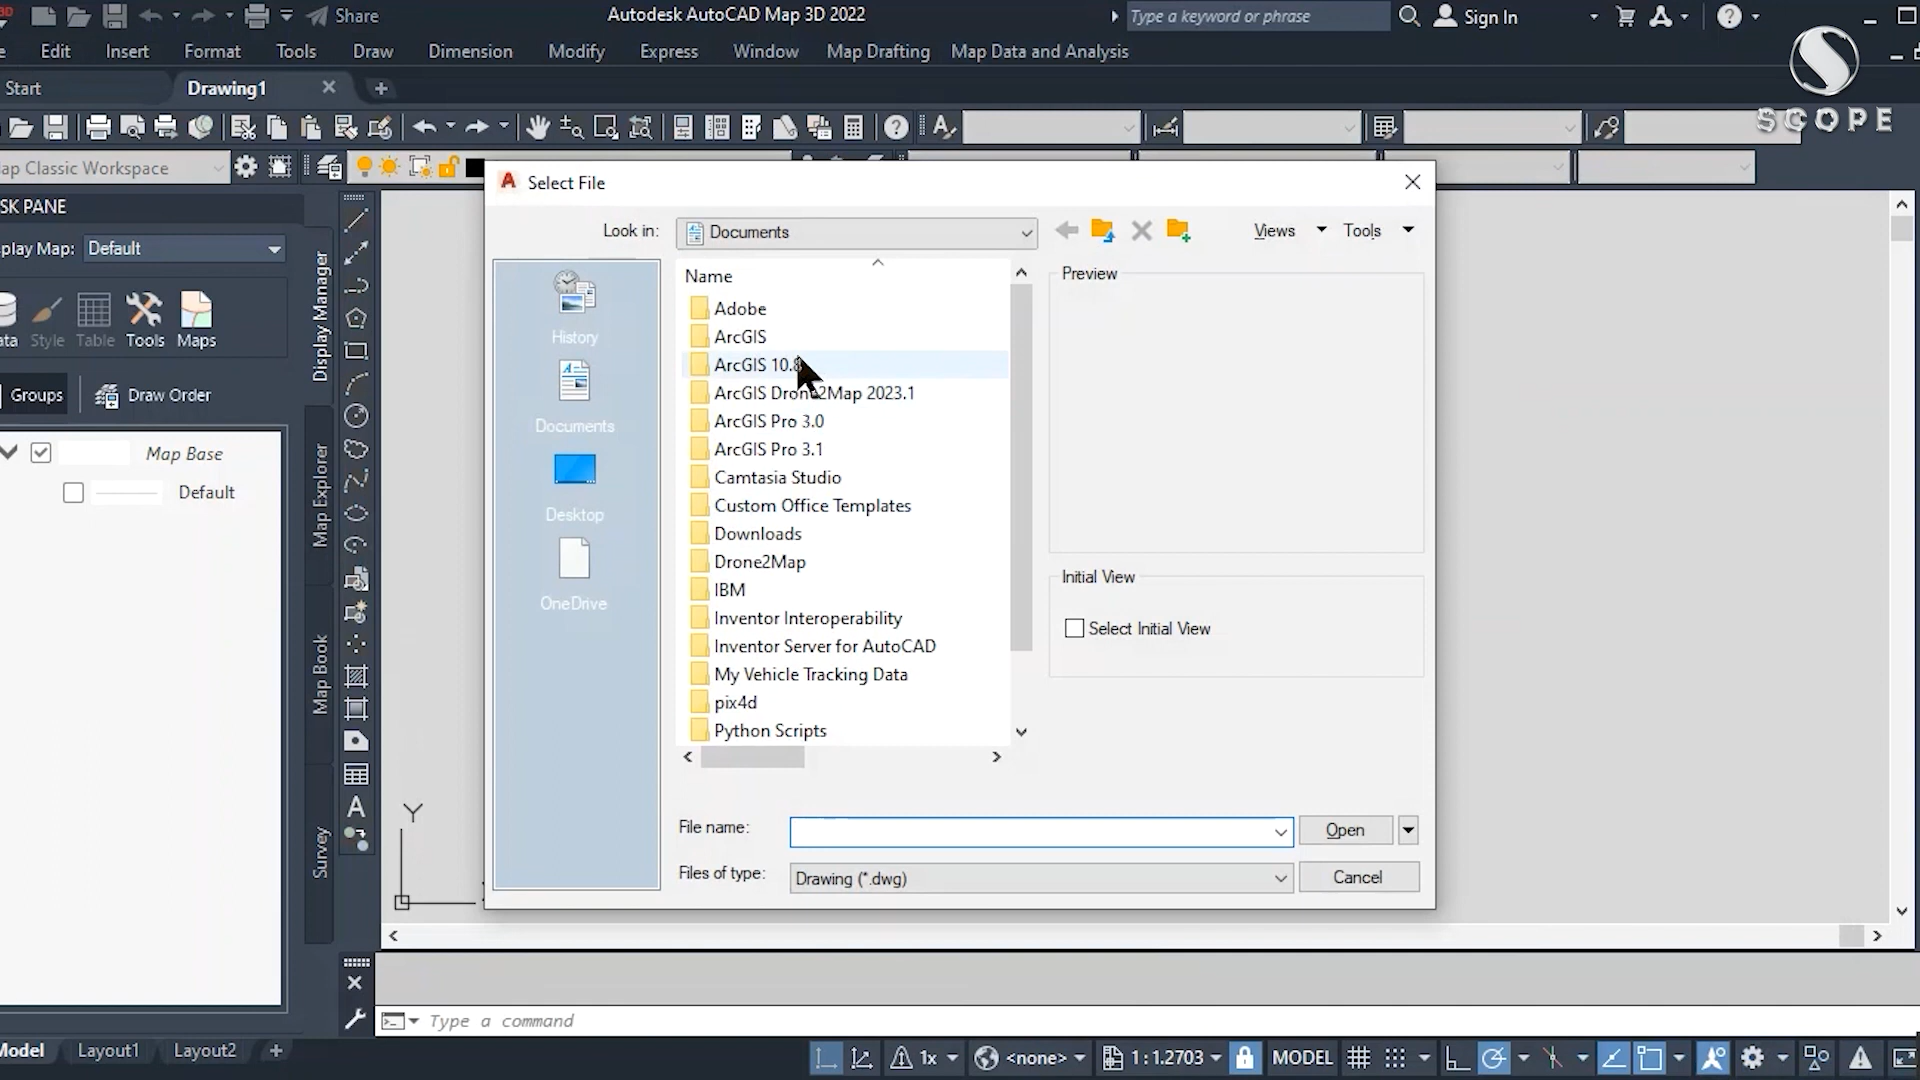 Share
Autodesk AutoCAD Map 3D 2022
Type a keyword or phrase
Sign In
Edit Insert Format Tools Draw Dimension Modify Express Window Map Drafting Map Data and Analysis
Start Drawing1
SCOPE
ap Classic Workspace
Select File
Look in: Documents Views Tools
SK PANE
play Map: Default
ata Style Table Tools Maps
Groups Draw Order
Map Base
Default
Display Manager
Map Explorer
Map Book
Survey
History
Documents
Desktop
OneDrive
Name
Adobe
ArcGIS
ArcGIS 10.8
ArcGIS Drone2Map 2023.1
ArcGIS Pro 3.0
ArcGIS Pro 3.1
Camtasia Studio
Custom Office Templates
Downloads
Drone2Map
IBM
Inventor Interoperability
Inventor Server for AutoCAD
My Vehicle Tracking Data
pix4d
Python Scripts
Preview
Initial View
Select Initial View
File name: Open
Files of type: Drawing (*.dwg) Cancel
Y
Type a command
Model Layout1 Layout2
1x <none> 1:1.2703 MODEL